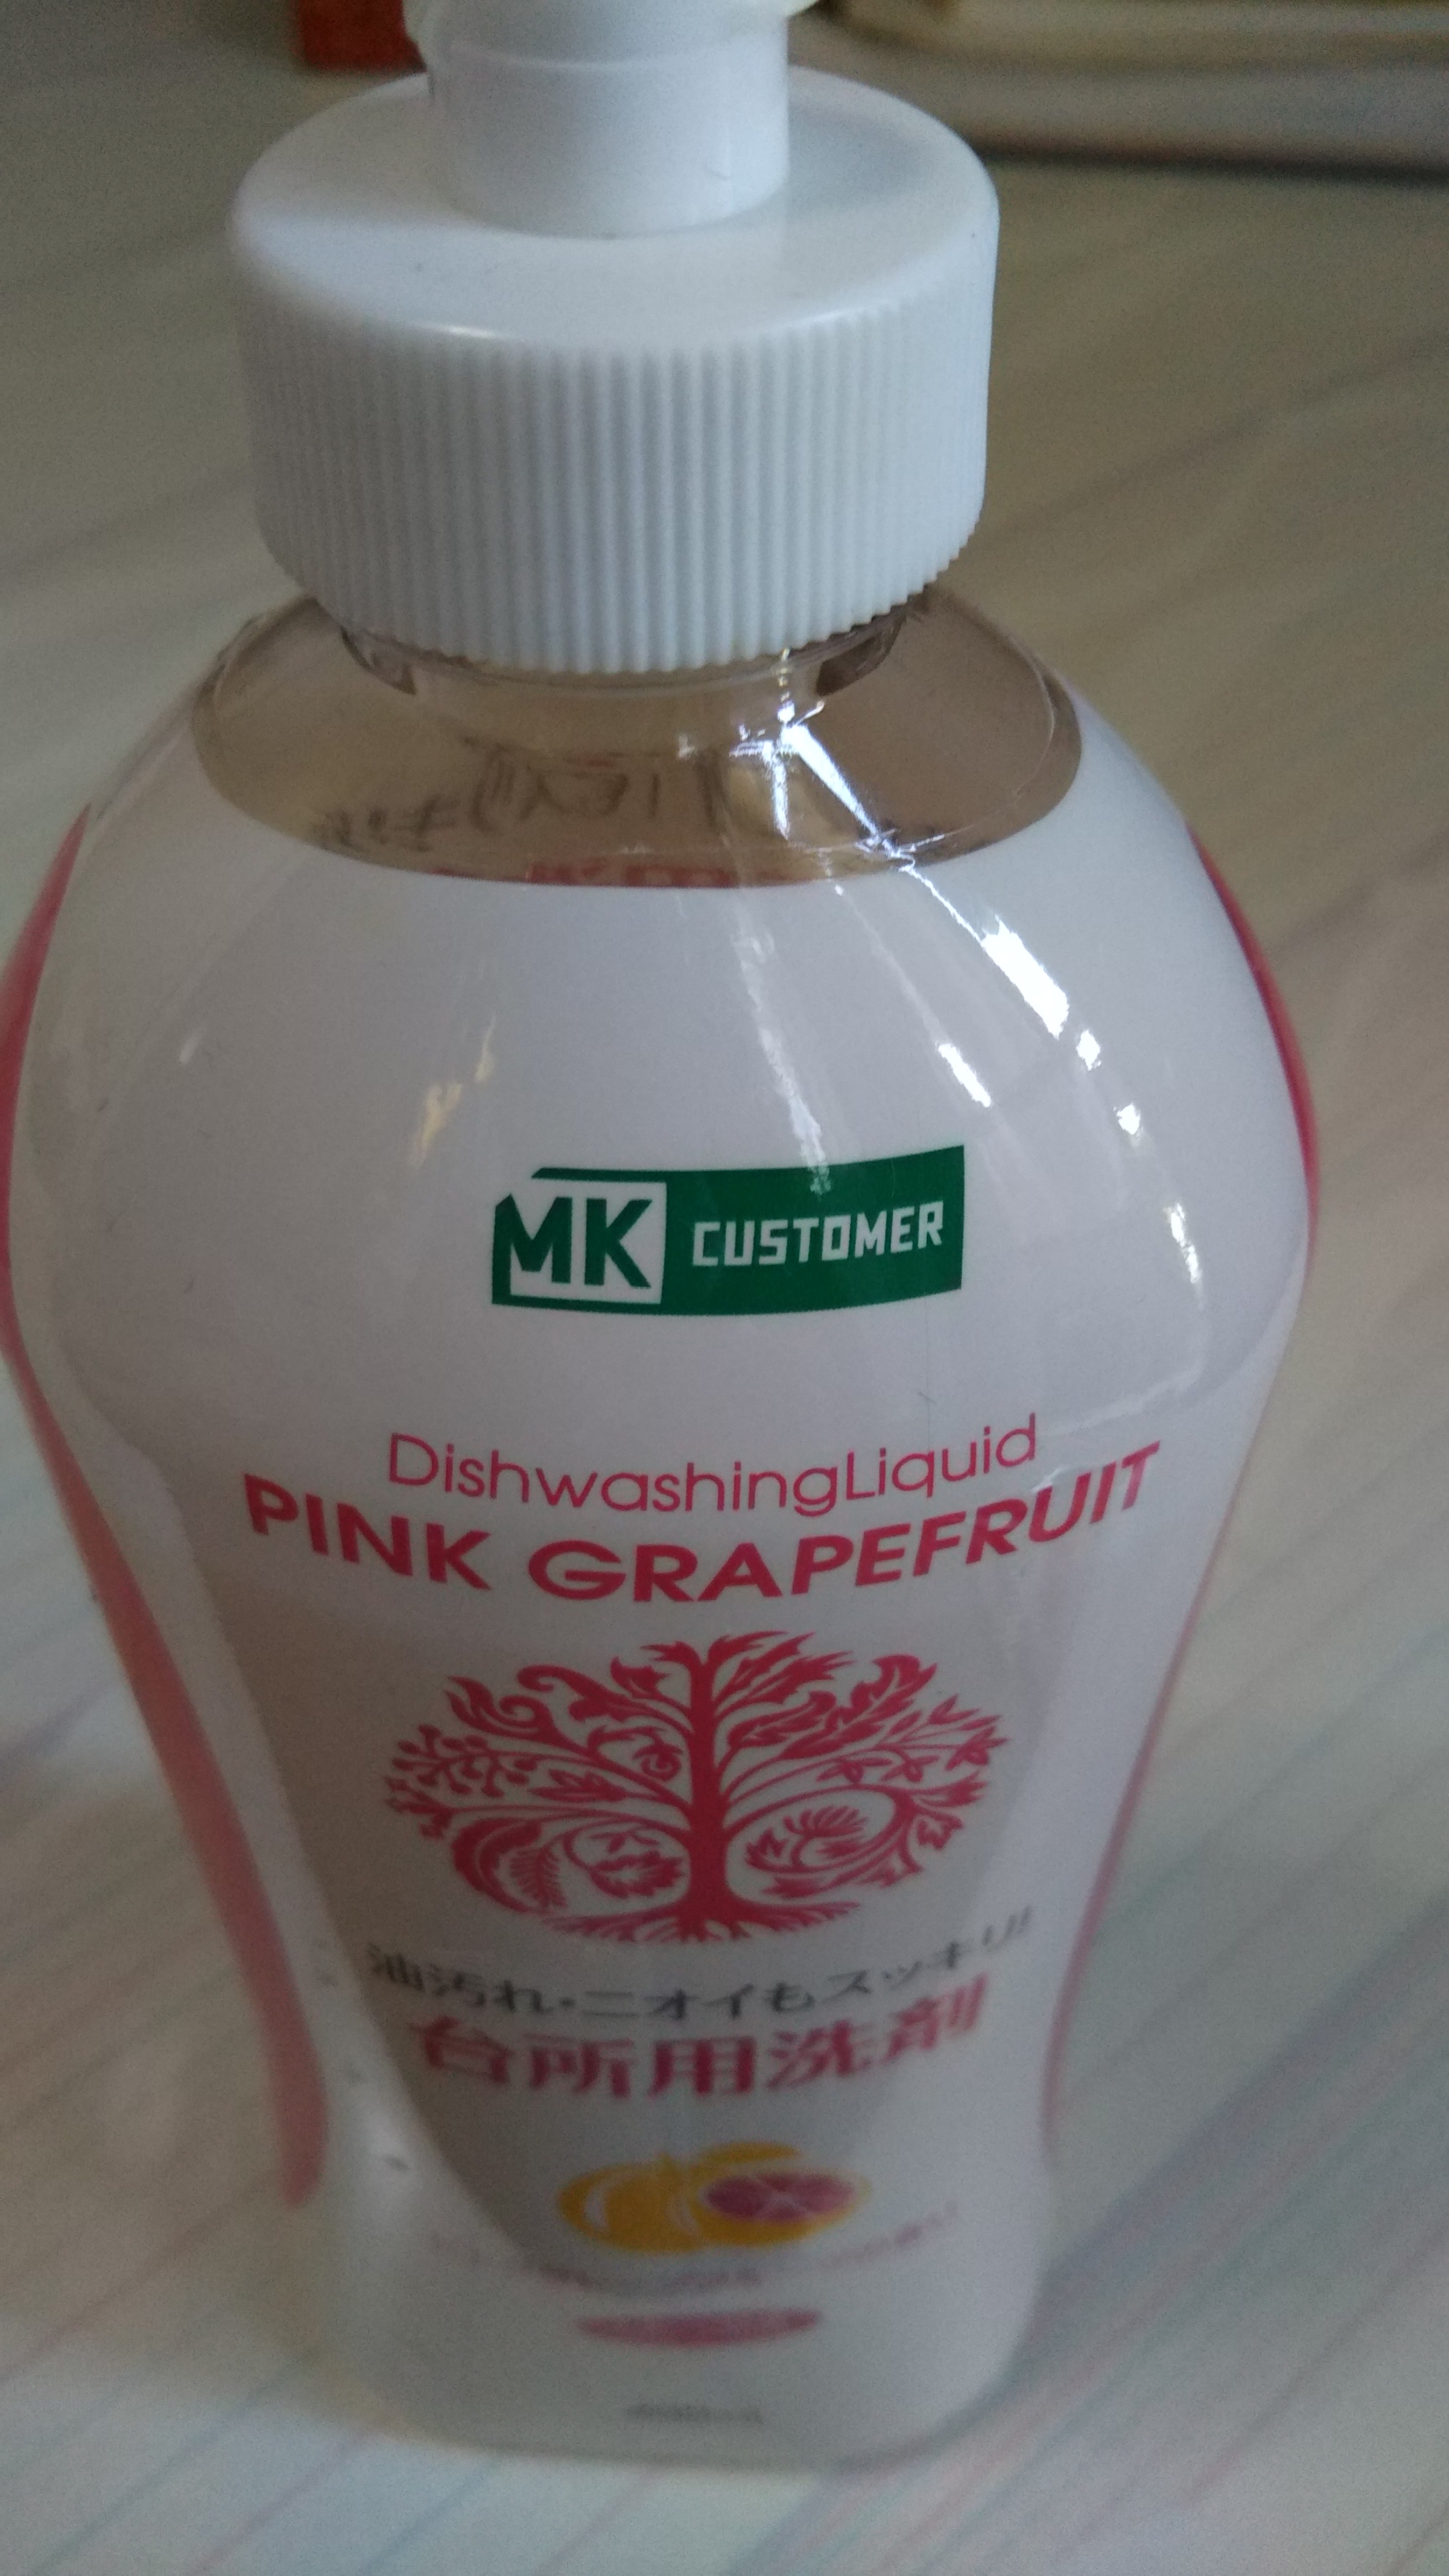 MK CUSTOMER
DishwashingLiquid
PINK GRAPEFRUIT
油汚れ・ニオイもスッキリ!
台所用洗剤